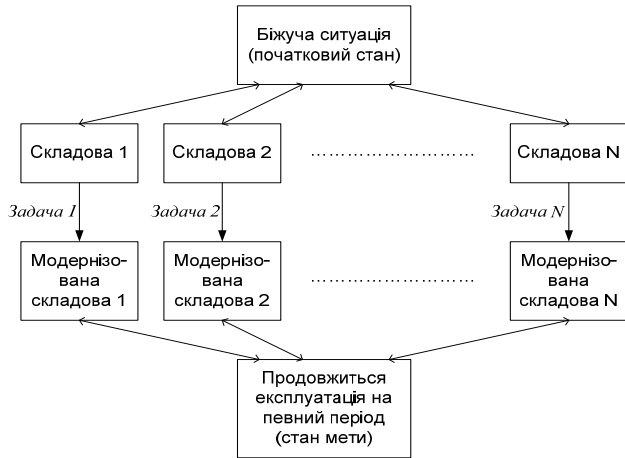 Біжуча ситуація
(початковий стан)
Складова 1
Складова 2
………………………
Складова N
Задача 1
Задача 2
Задача N
Модернізо-
вана
складова 1
Модернізо-
вана
складова 2
………………………
Модернізо-
вана
складова N
Продовжиться
експлуатація на
певний період
(стан мети)